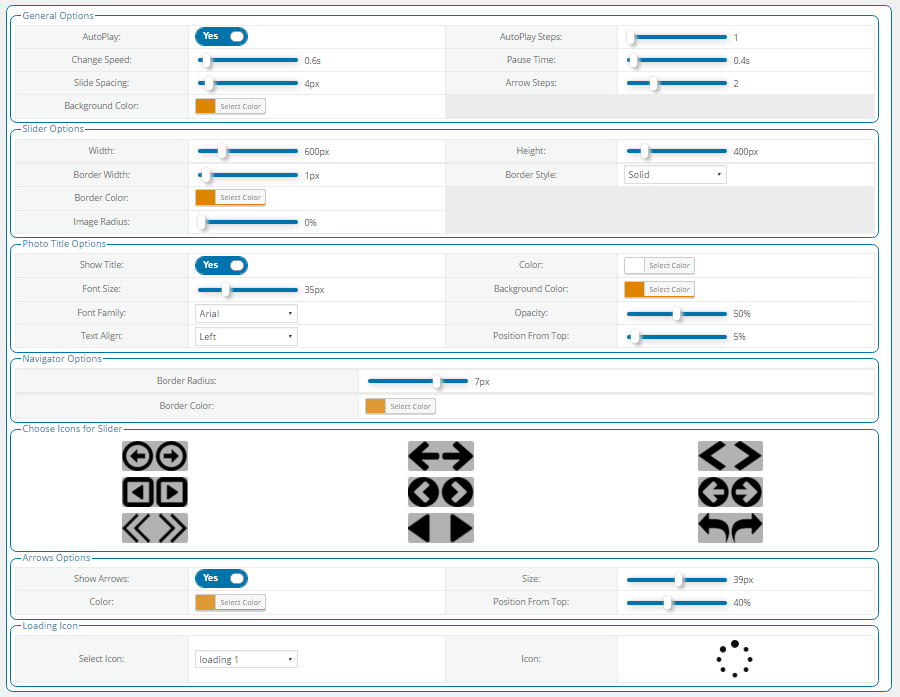 General Options
AutoPlay: Yes AutoPlay Steps: 1
Change Speed: 0.6s Pause Time: 0.4s
Slide Spacing: 4px Arrow Steps: 2
Background Color: Select Color
Slider Options
Width: 600px Height: 400px
Border Width: 1px Border Style: Solid
Border Color: Select Color
Image Radius: 0%
Photo Title Options
Show Title: Yes Color: Select Color
Font Size: 35px Background Color: Select Color
Font Family: Arial Opacity: 50%
Text Align: Left Position From Top: 5%
Navigator Options
Border Radius: 7px
Border Color: Select Color
Choose Icons for Slider
Arrows Options
Show Arrows: Yes Size: 39px
Color: Select Color Position From Top: 40%
Loading Icon
Select Icon: loading 1 Icon: